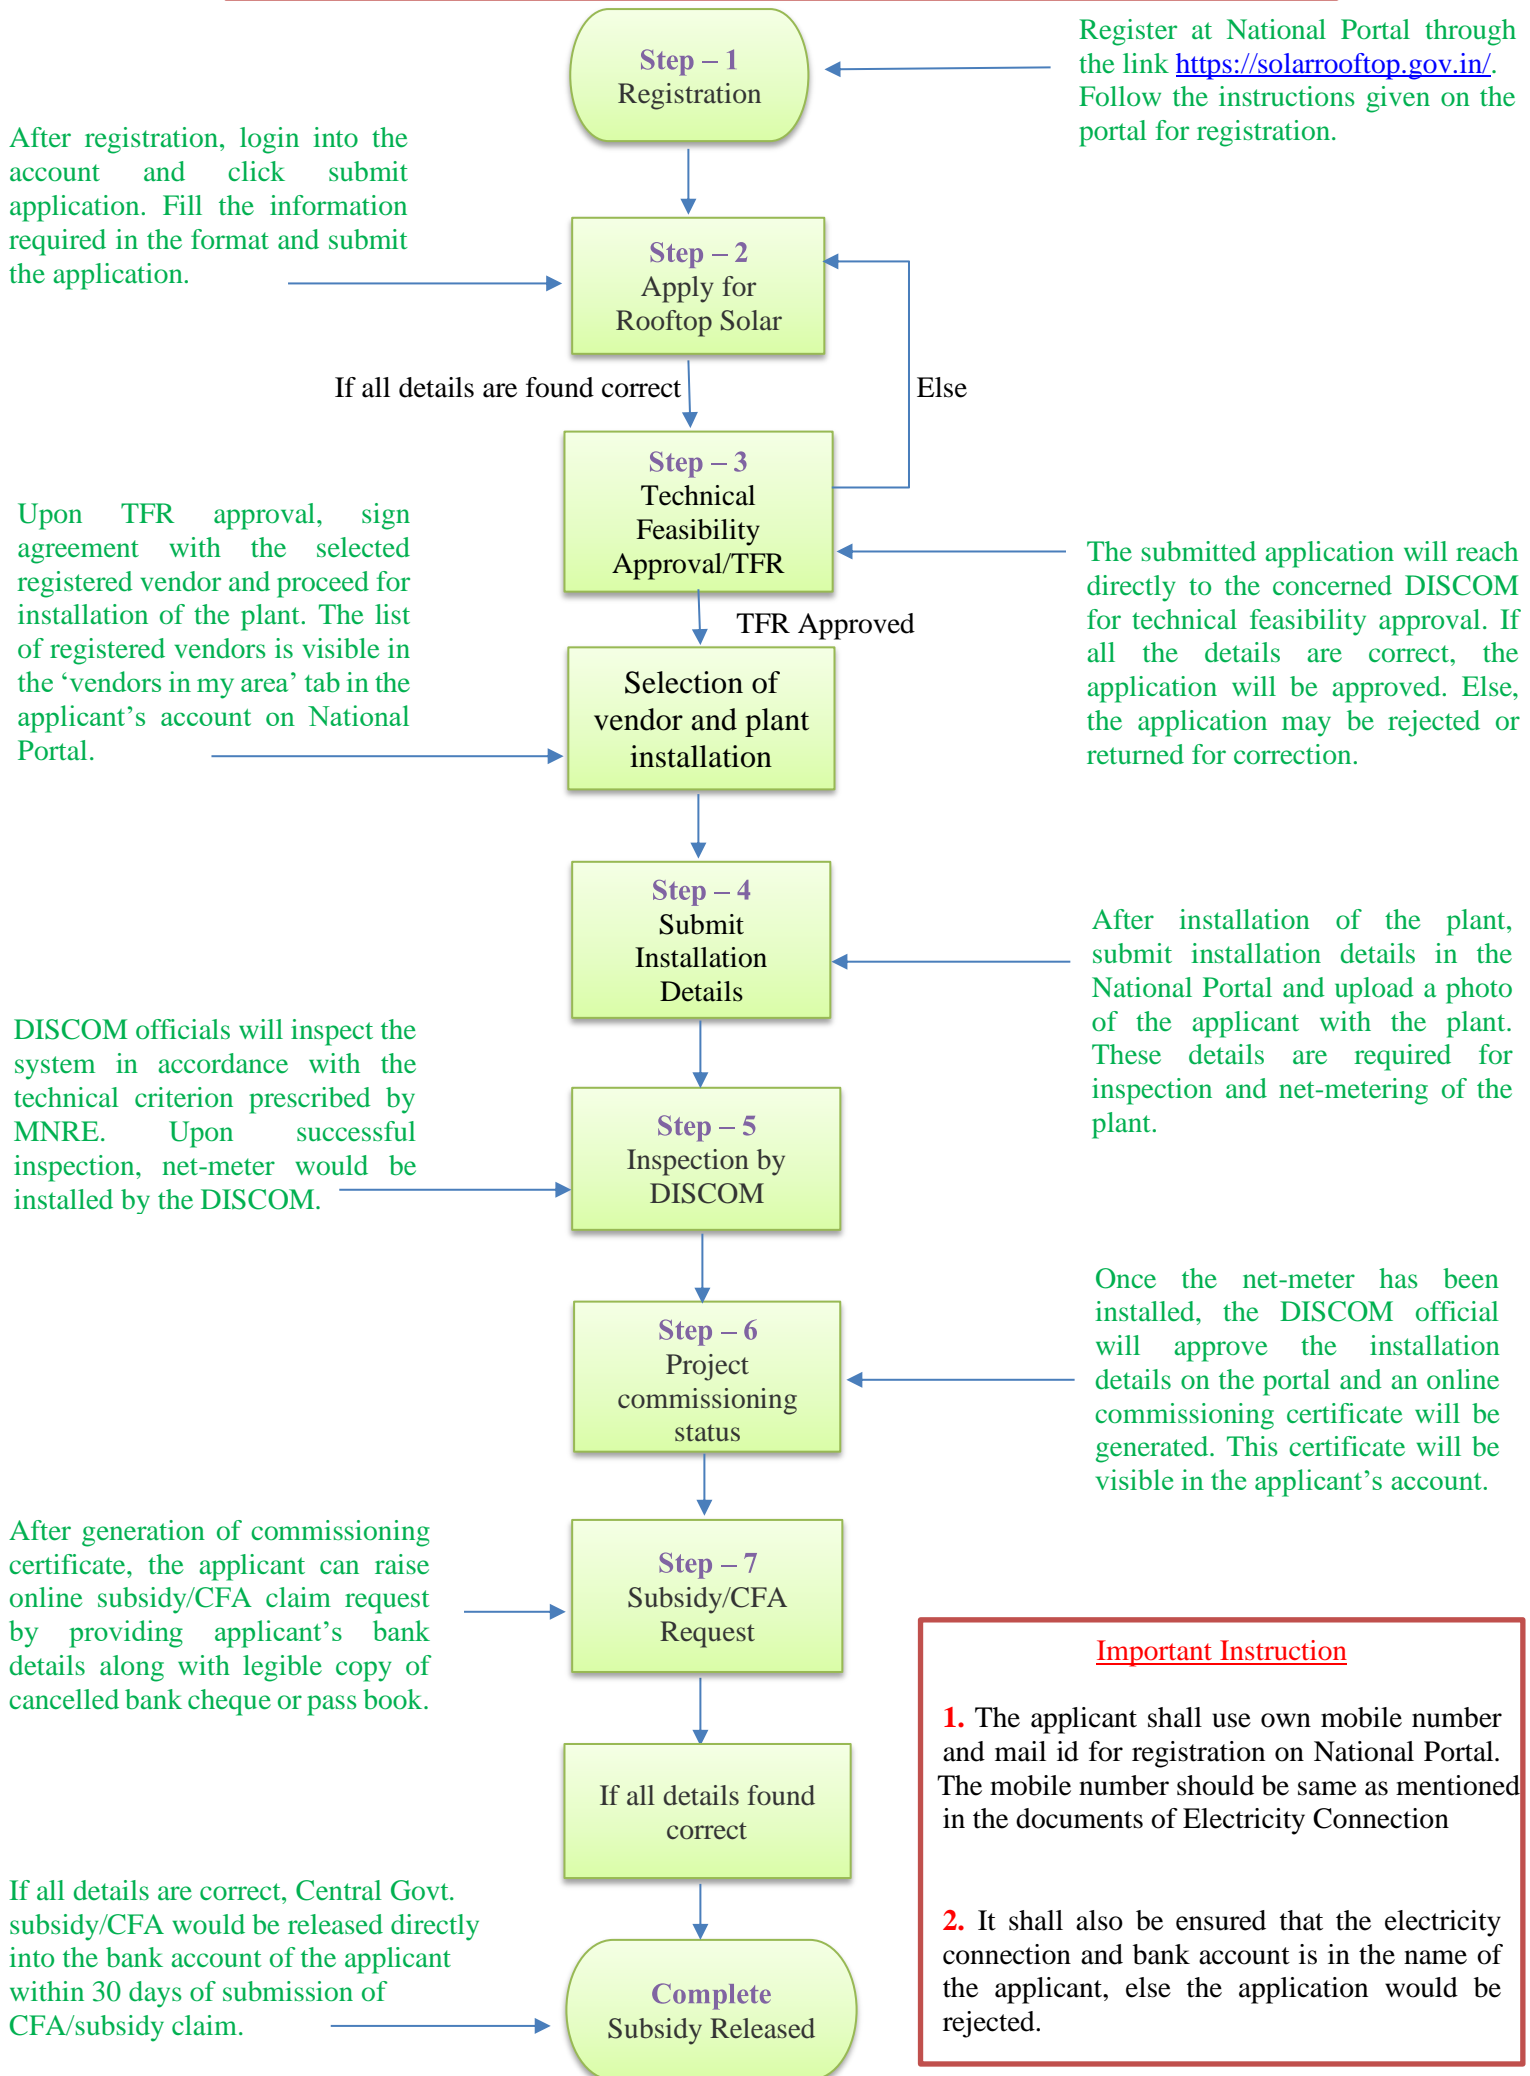 Step – 1
Registration
Register at National Portal through
the link https://solarrooftop.gov.in/.
Follow the instructions given on the
portal for registration.
After registration, login into the
account and click submit
application. Fill the information
required in the format and submit
the application.
Step – 2
Apply for
Rooftop Solar
If all details are found correct
Else
Step – 3
Technical
Feasibility
Approval/TFR
Upon TFR approval, sign
agreement with the selected
registered vendor and proceed for
installation of the plant. The list
of registered vendors is visible in
the ‘vendors in my area’ tab in the
applicant’s account on National
Portal.
The submitted application will reach
directly to the concerned DISCOM
for technical feasibility approval. If
all the details are correct, the
application will be approved. Else,
the application may be rejected or
returned for correction.
TFR Approved
Selection of
vendor and plant
installation
Step – 4
Submit
Installation
Details
After installation of the plant,
submit installation details in the
National Portal and upload a photo
of the applicant with the plant.
These details are required for
inspection and net-metering of the
plant.
DISCOM officials will inspect the
system in accordance with the
technical criterion prescribed by
MNRE. Upon successful
inspection, net-meter would be
installed by the DISCOM.
Step – 5
Inspection by
DISCOM
Once the net-meter has been
installed, the DISCOM official
will approve the installation
details on the portal and an online
commissioning certificate will be
generated. This certificate will be
visible in the applicant’s account.
Step – 6
Project
commissioning
status
After generation of commissioning
certificate, the applicant can raise
online subsidy/CFA claim request
by providing applicant’s bank
details along with legible copy of
cancelled bank cheque or pass book.
Step – 7
Subsidy/CFA
Request
Important Instruction
1. The applicant shall use own mobile number
and mail id for registration on National Portal.
The mobile number should be same as mentioned
in the documents of Electricity Connection
2. It shall also be ensured that the electricity
connection and bank account is in the name of
the applicant, else the application would be
rejected.
If all details found
correct
If all details are correct, Central Govt.
subsidy/CFA would be released directly
into the bank account of the applicant
within 30 days of submission of
CFA/subsidy claim.
Complete
Subsidy Released